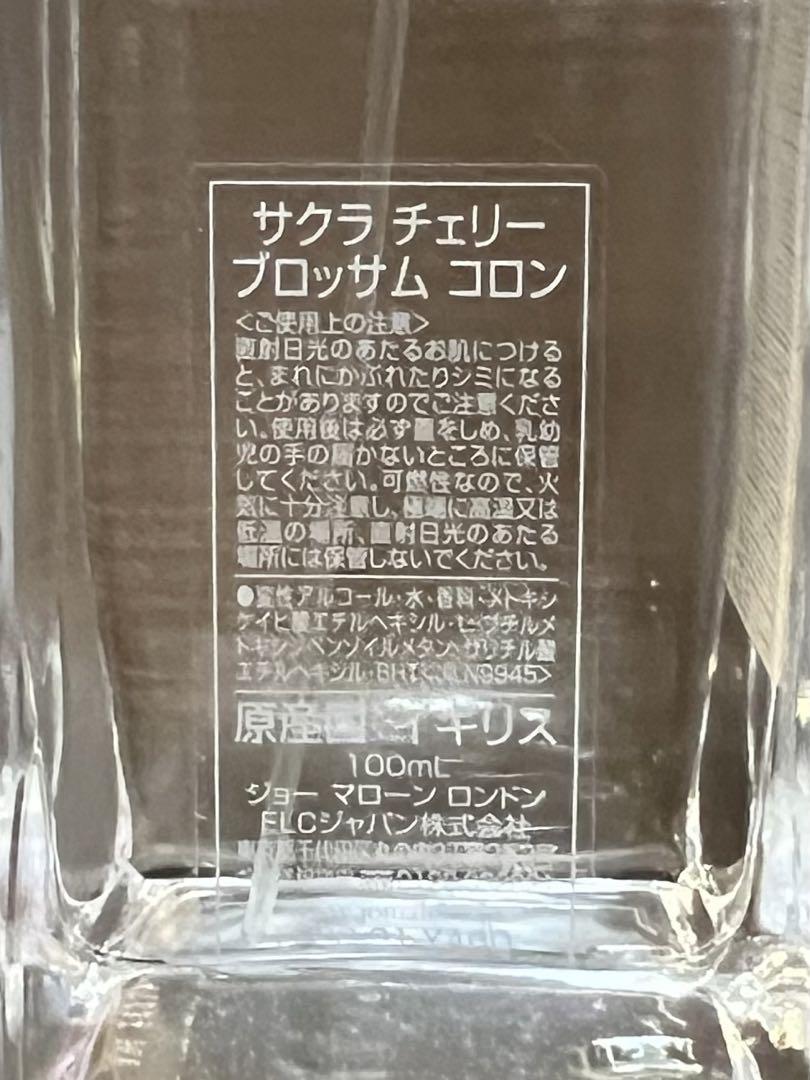 サクラ チェリー
ブロッサム コロン
＜ご使用上の注意＞
直射日光のあたるお肌につける
と、まれにかぶれたりシミになる
ことがありますのでご注意くださ
い。使用後は必ず蓋をしめ、乳幼
児の手の届かないところに保管
してください。可燃性なので、火
気に十分注意し、極端に高温又は
低温の場所、直射日光のあたる
場所には保管しないでください。
●変性アルコール・水・香料・メトキシ
ケイヒ酸エチルヘキシル・t-ブチルメ
トキシジベンゾイルメタン・サリチル酸
エチルヘキシル・BHT
原産国：イギリス
100mL
ジョー マローン ロンドン
ELCジャパン株式会社